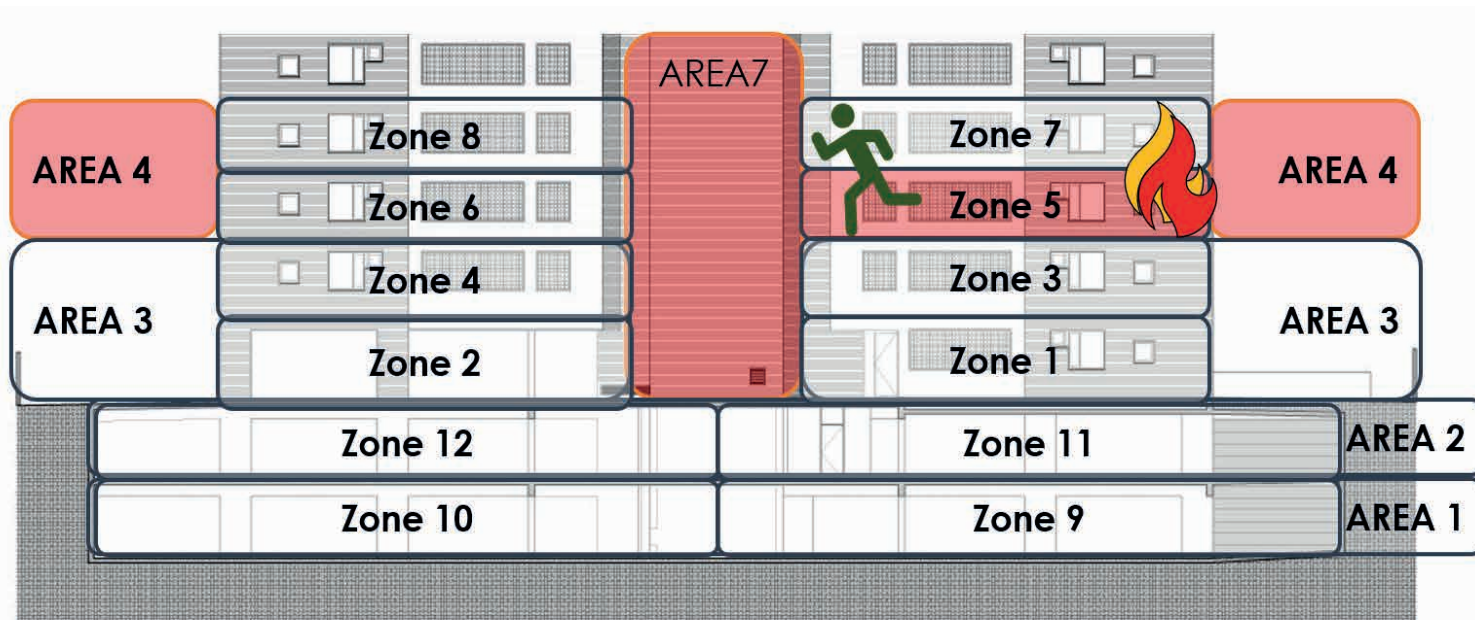 AREA7
Zone 8
Zone 7
AREA 4
AREA 4
Zone 6
Zone 5
Zone 4
Zone 3
AREA 3
AREA 3
Zone 2
Zone 1
Zone 12
Zone 11
AREA 2
Zone 10
Zone 9
AREA 1